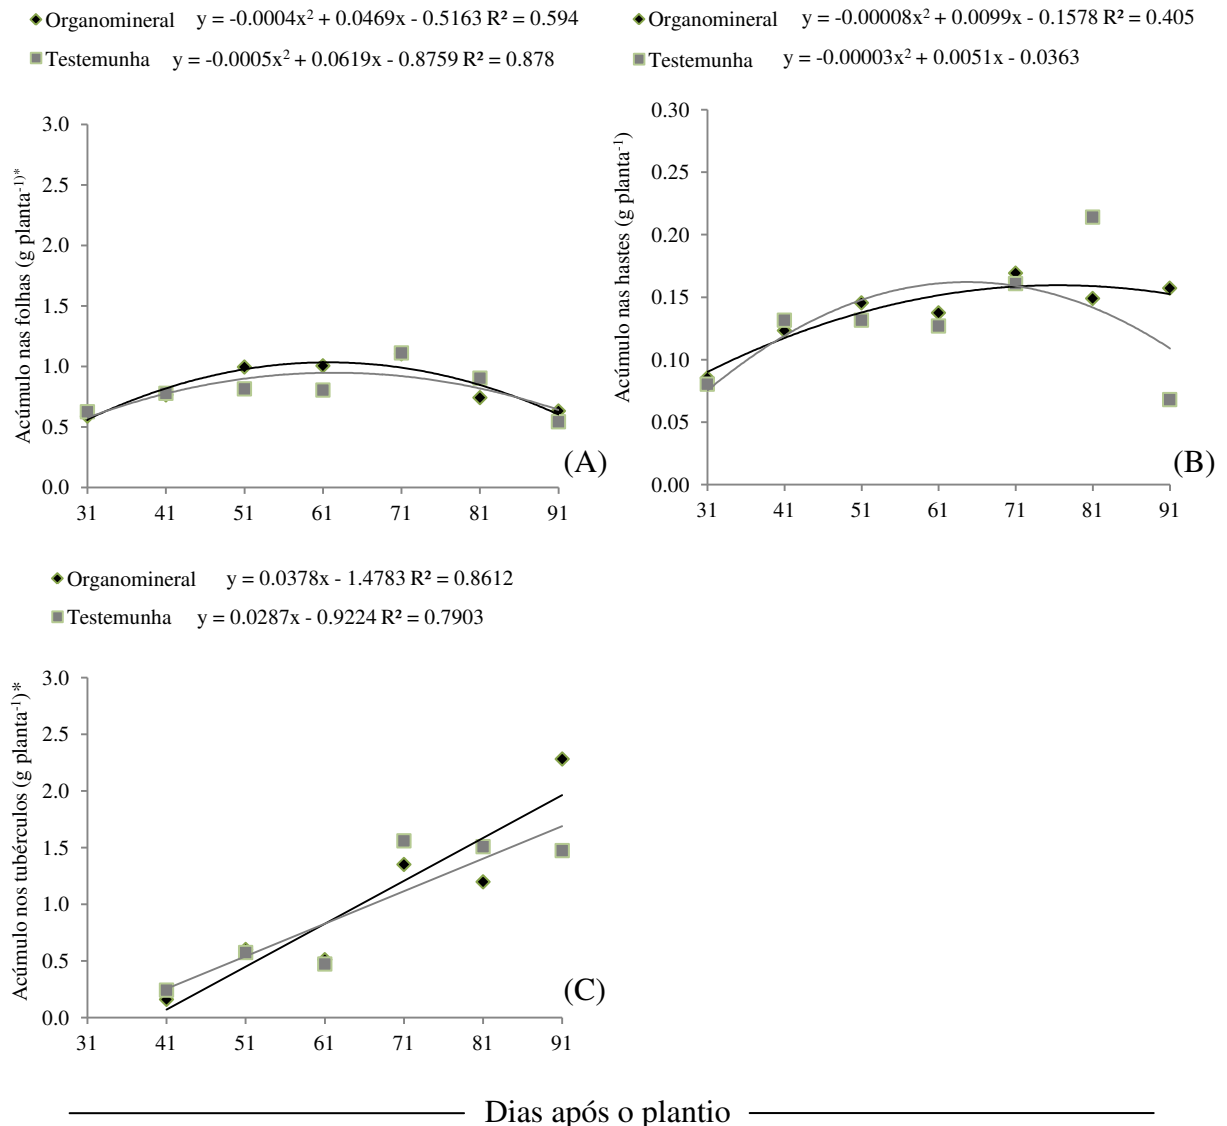 Organomineral y = -0.0004x² + 0.0469x - 0.5163 R² = 0.594
Testemunha y = -0.0005x² + 0.0619x - 0.8759 R² = 0.878
3.0
2.5
2.0
1.5
1.0
0.5
0.0
Acúmulo nas folhas (g planta⁻¹)*
31 41 51 61 71 81 91
(A)
Organomineral y = -0.00008x² + 0.0099x - 0.1578 R² = 0.405
Testemunha y = -0.00003x² + 0.0051x - 0.0363
0.30
0.25
0.20
0.15
0.10
0.05
0.00
Acúmulo nas hastes (g planta⁻¹)
31 41 51 61 71 81 91
(B)
Organomineral y = 0.0378x - 1.4783 R² = 0.8612
Testemunha y = 0.0287x - 0.9224 R² = 0.7903
3.0
2.5
2.0
1.5
1.0
0.5
0.0
Acúmulo nos tubérculos (g planta⁻¹)*
31 41 51 61 71 81 91
(C)
Dias após o plantio